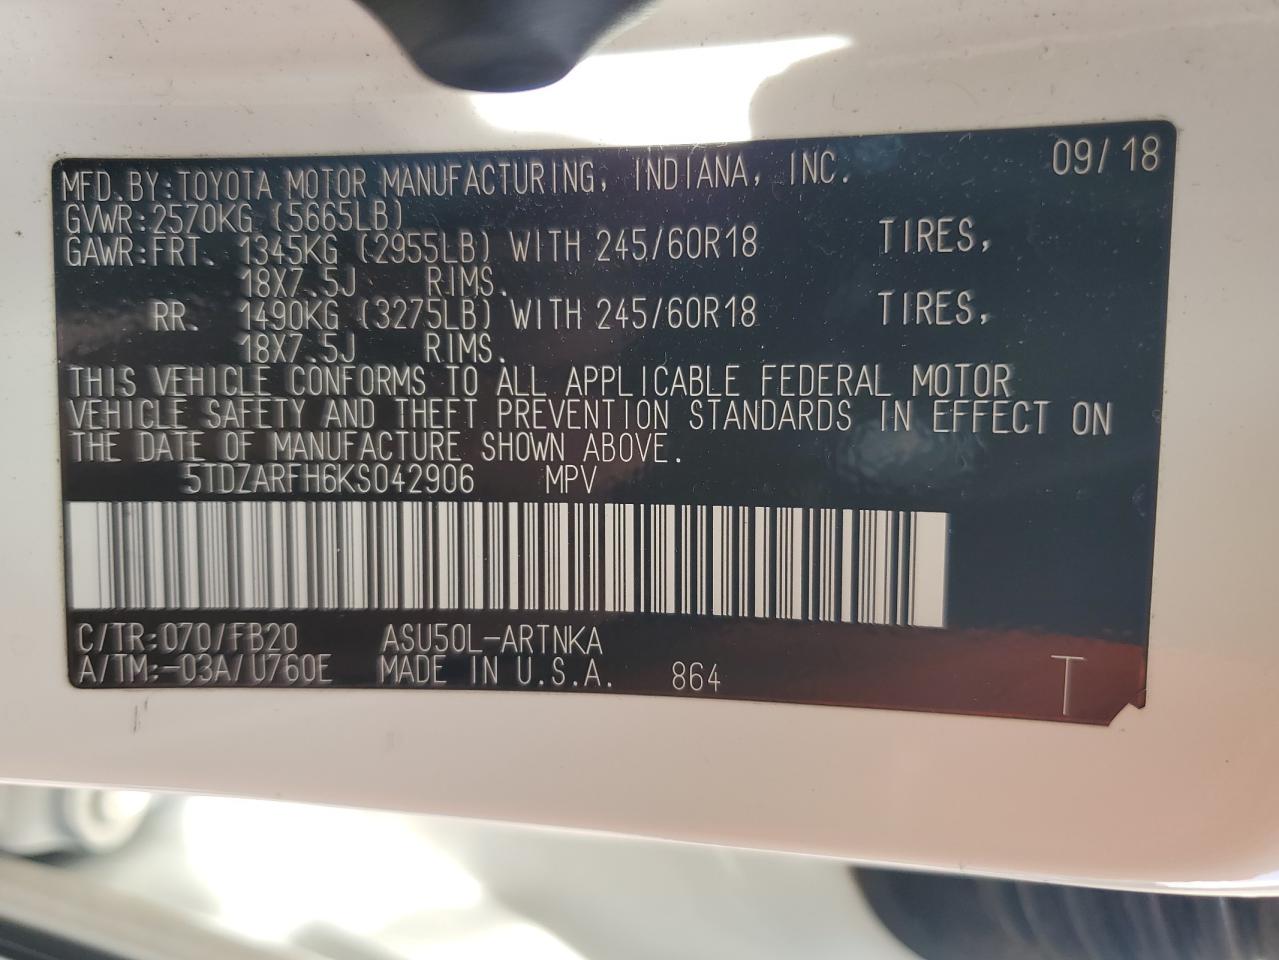 09/18
MFD.BY:TOYOTA MOTOR MANUFACTURING, INDIANA, INC.
GVWR:2570KG (5665LB)
GAWR:FRT. 1345KG (2955LB) WITH 245/60R18 TIRES,
18X7.5J RIMS.
RR. 1490KG (3275LB) WITH 245/60R18 TIRES,
18X7.5J RIMS.
THIS VEHICLE CONFORMS TO ALL APPLICABLE FEDERAL MOTOR
VEHICLE SAFETY AND THEFT PREVENTION STANDARDS IN EFFECT ON
THE DATE OF MANUFACTURE SHOWN ABOVE.
5TDZARFH6KS042906 MPV
C/TR:070/FB20 ASU50L-ARTNKA
A/TM:-03A/U760E MADE IN U.S.A. 864 T